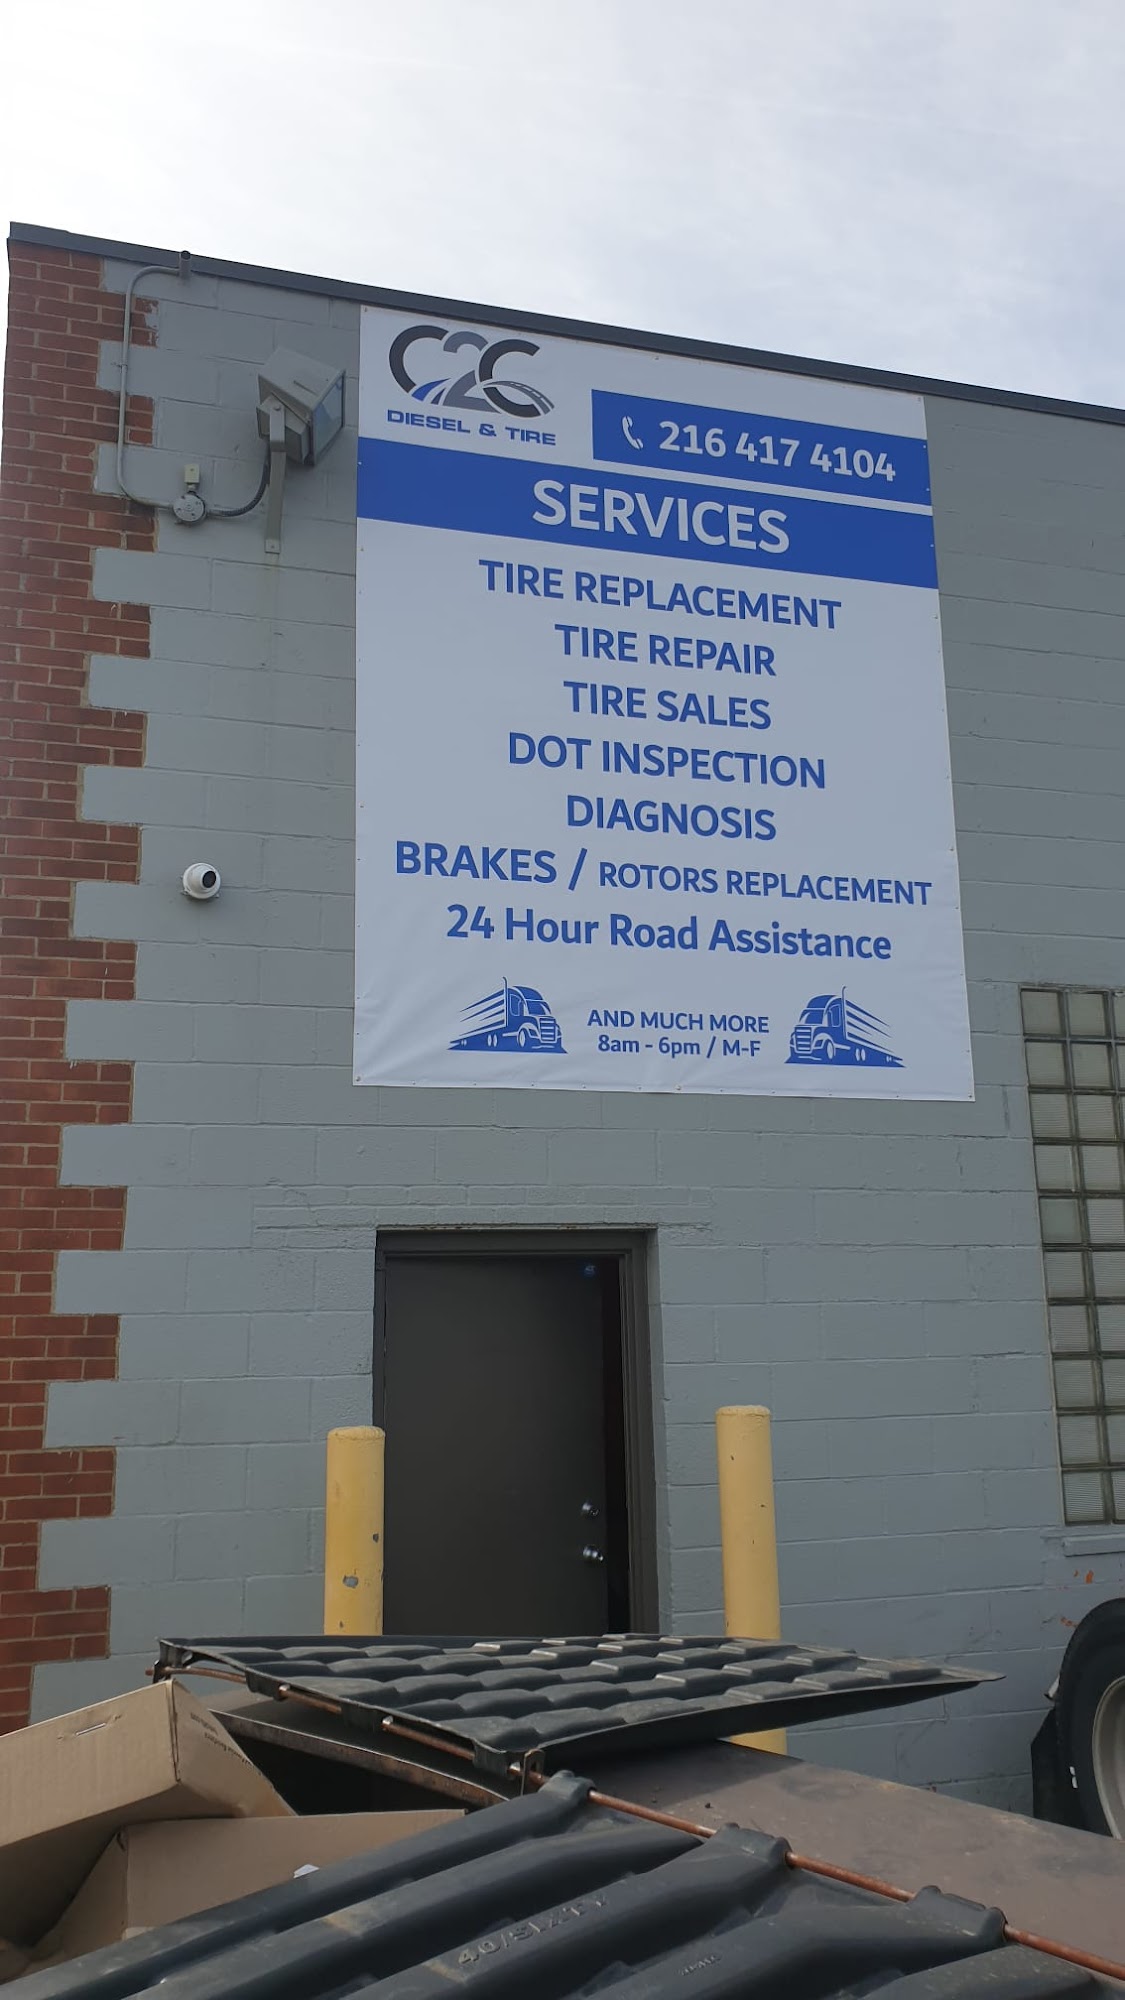 C2C
DIESEL & TIRE
216 417 4104
SERVICES
TIRE REPLACEMENT
TIRE REPAIR
TIRE SALES
DOT INSPECTION
DIAGNOSIS
BRAKES / ROTORS REPLACEMENT
24 Hour Road Assistance
AND MUCH MORE
8am - 6pm / M-F